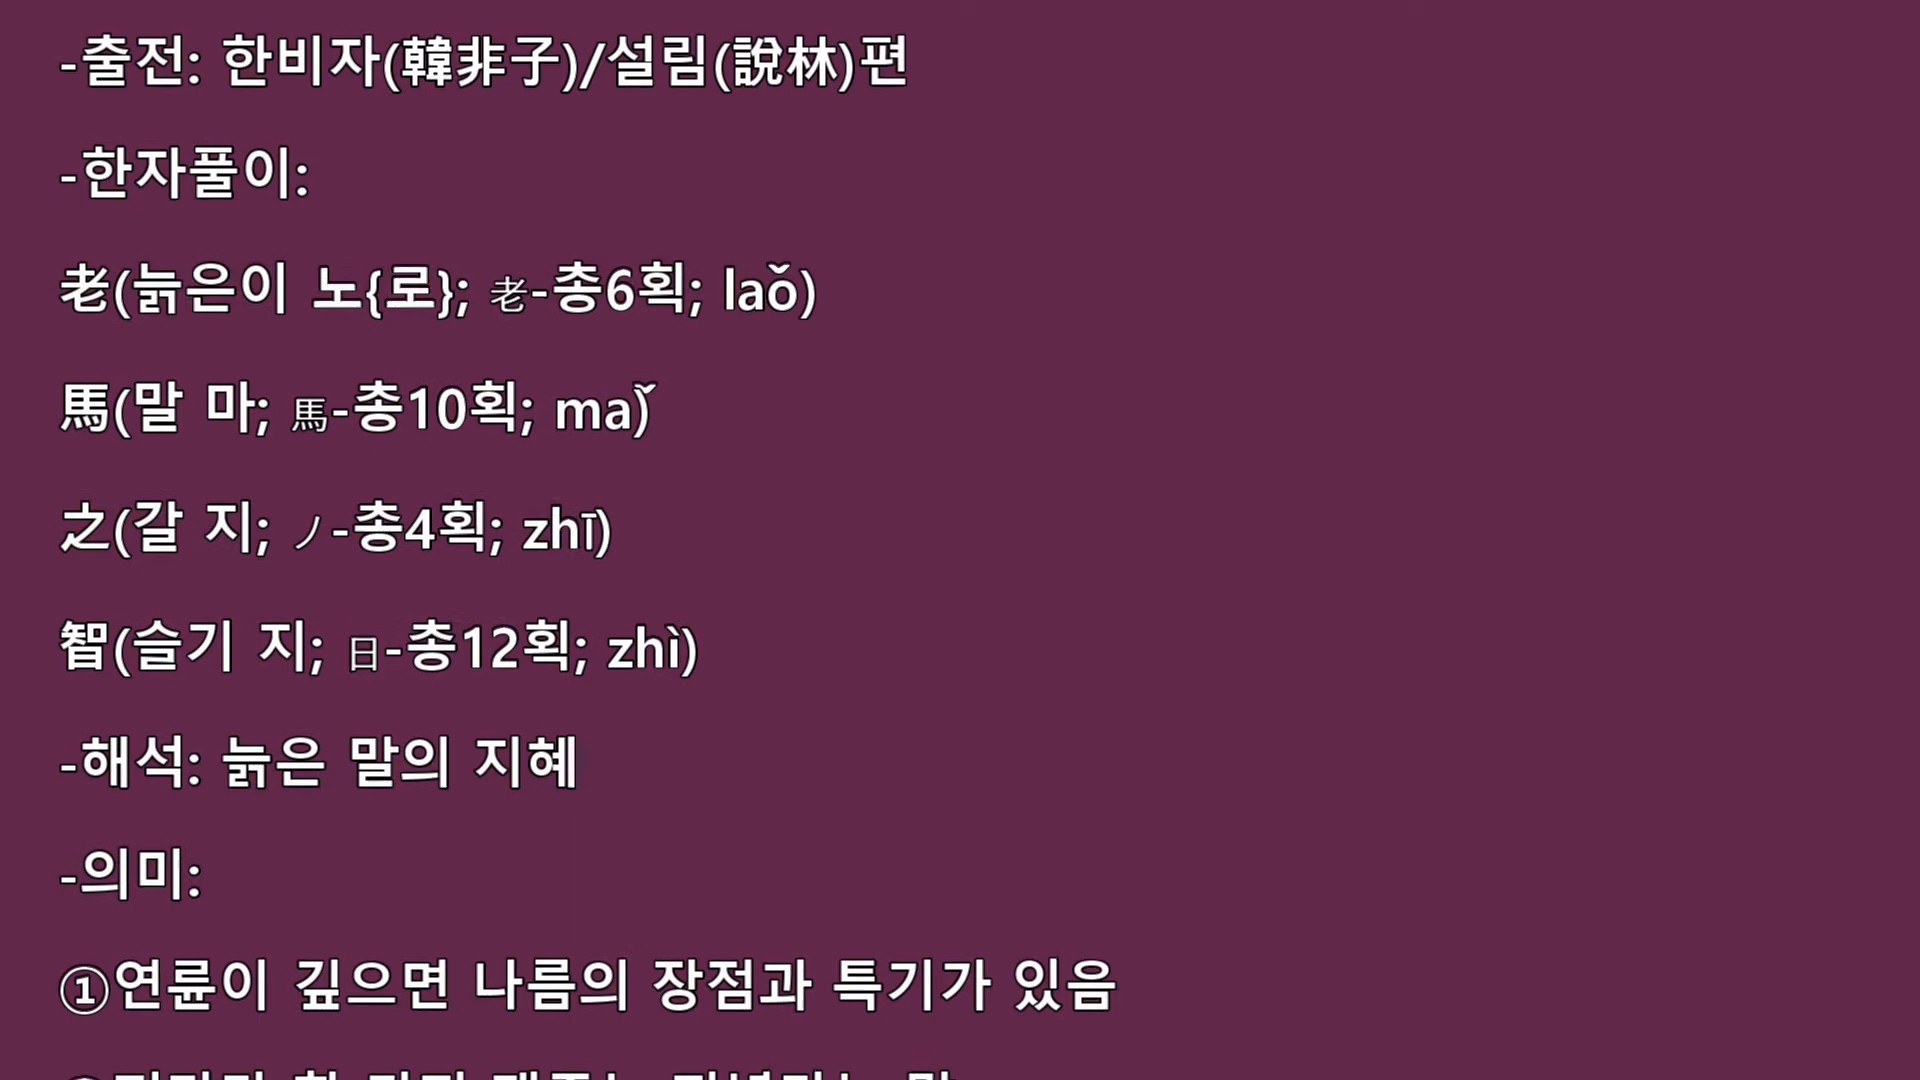 -출전: 한비자(韓非子)/설림(說林)편
-한자풀이:
老(늙은이 노{로}; 老-총6획; laǒ)
馬(말 마; 馬-총10획; ma)̌
之(갈 지; ノ-총4획; zhī)
智(슬기 지; 日-총12획; zhì)
-해석: 늙은 말의 지혜
-의미:
①연륜이 깊으면 나름의 장점과 특기가 있음